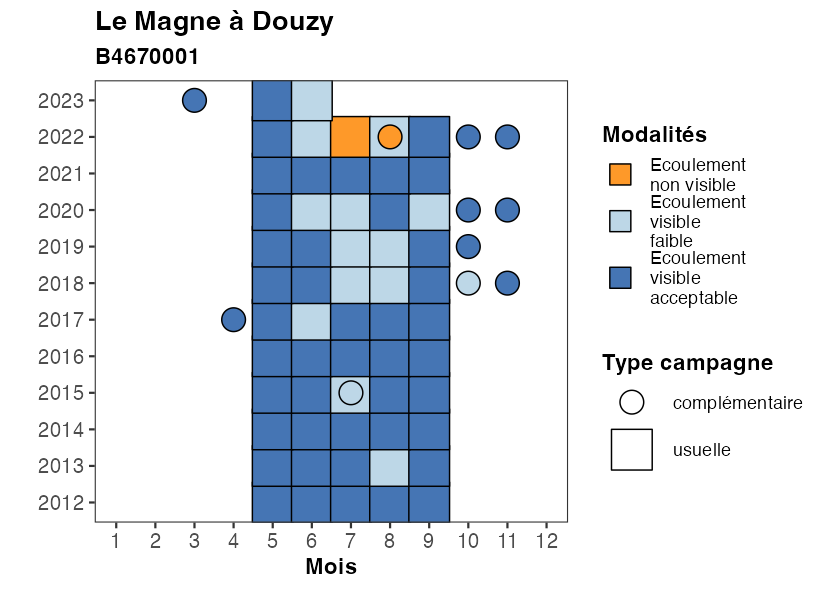 Le Magne à Douzy
B4670001
2023
2022
2021
2020
2019
2018
2017
2016
2015
2014
2013
2012
1 2 3 4 5 6 7 8 9 10 11 12
Mois
Modalités
Ecoulement
non visible
Ecoulement
visible
faible
Ecoulement
visible
acceptable
Type campagne
complémentaire
usuelle